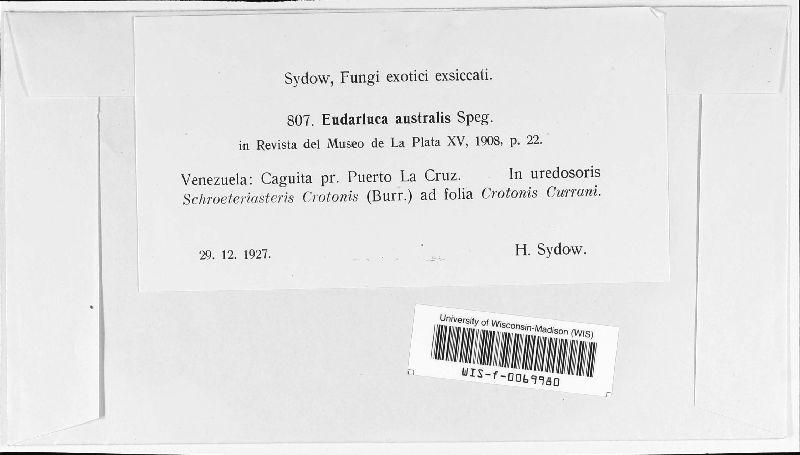 Sydow, Fungi exotici exsiccati.
807. Eudarluca australis Speg.
in Revista del Museo de La Plata XV, 1908, p. 22.
Venezuela: Caguita pr. Puerto La Cruz. In uredosoris
Schroeteriasteris Crotonis (Burr.) ad folia Crotonis Currani.
29. 12. 1927. H. Sydow.
University of Wisconsin-Madison (WIS)
WIS-f-0069980